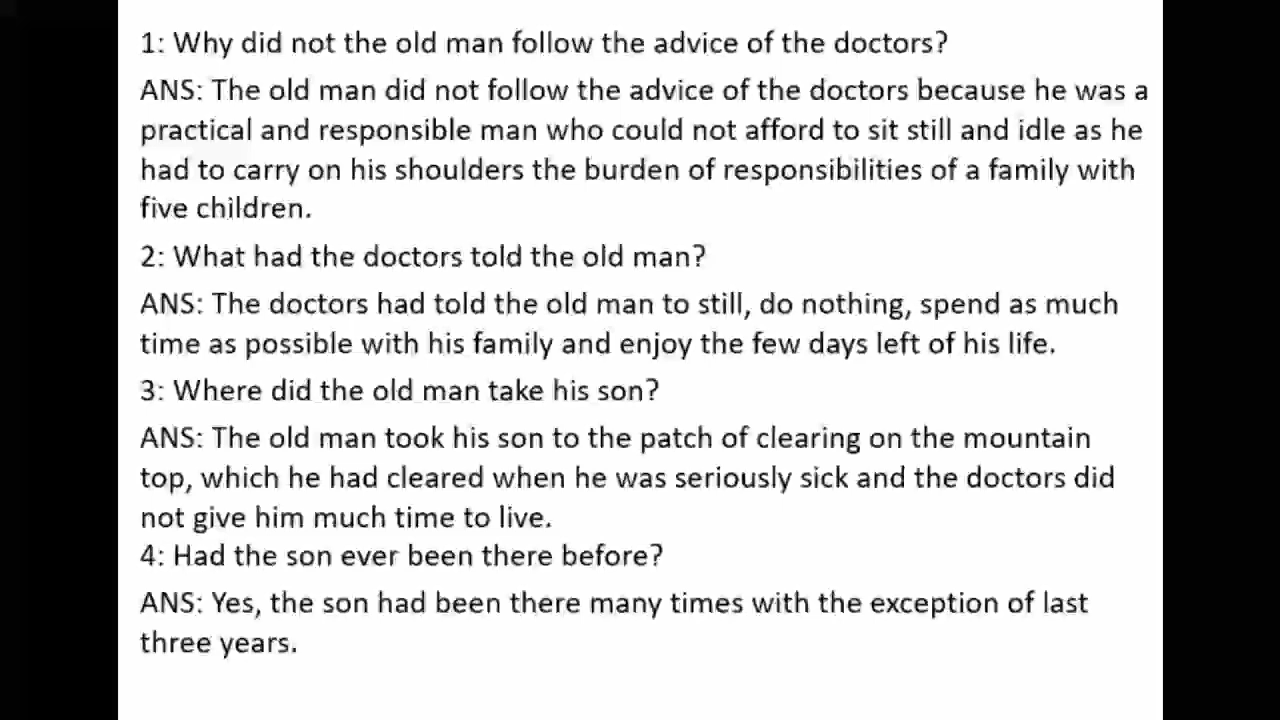 1: Why did not the old man follow the advice of the doctors?
ANS: The old man did not follow the advice of the doctors because he was a
practical and responsible man who could not afford to sit still and idle as he
had to carry on his shoulders the burden of responsibilities of a family with
five children.
2: What had the doctors told the old man?
ANS: The doctors had told the old man to still, do nothing, spend as much
time as possible with his family and enjoy the few days left of his life.
3: Where did the old man take his son?
ANS: The old man took his son to the patch of clearing on the mountain
top, which he had cleared when he was seriously sick and the doctors did
not give him much time to live.
4: Had the son ever been there before?
ANS: Yes, the son had been there many times with the exception of last
three years.